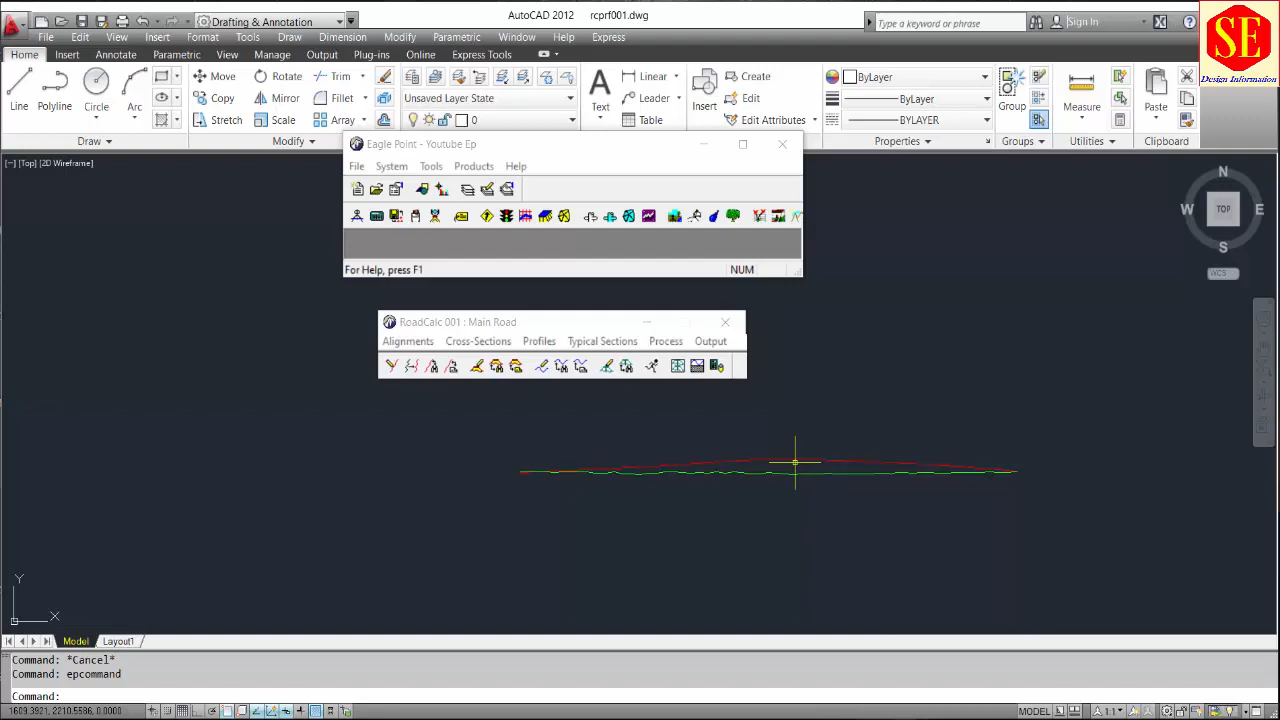 Drafting & Annotation
AutoCAD 2012 rcprf001.dwg
Type a keyword or phrase
Sign In
SE
Design Information
File Edit View Insert Format Tools Draw Dimension Modify Parametric Window Help Express
Home Insert Annotate Parametric View Manage Output Plug-ins Online Express Tools
Line Polyline Circle Arc
Move Rotate Trim
Copy Mirror Fillet
Stretch Scale Array
Unsaved Layer State
0
Text
Linear
Leader
Table
Insert
Create
Edit
Edit Attributes
ByLayer
ByLayer
BYLAYER
Group
Measure
Paste
Draw Modify Properties Groups Utilities Clipboard
[−] [Top] [2D Wireframe]
Eagle Point - Youtube Ep
File System Tools Products Help
For Help, press F1 NUM
RoadCalc 001 : Main Road
Alignments Cross-Sections Profiles Typical Sections Process Output
N
W TOP E
S
WCS
Y
X
Model Layout1
Command: *Cancel*
Command: epcommand
Command:
1609.3921, 2210.5586, 0.0000
MODEL
1:1